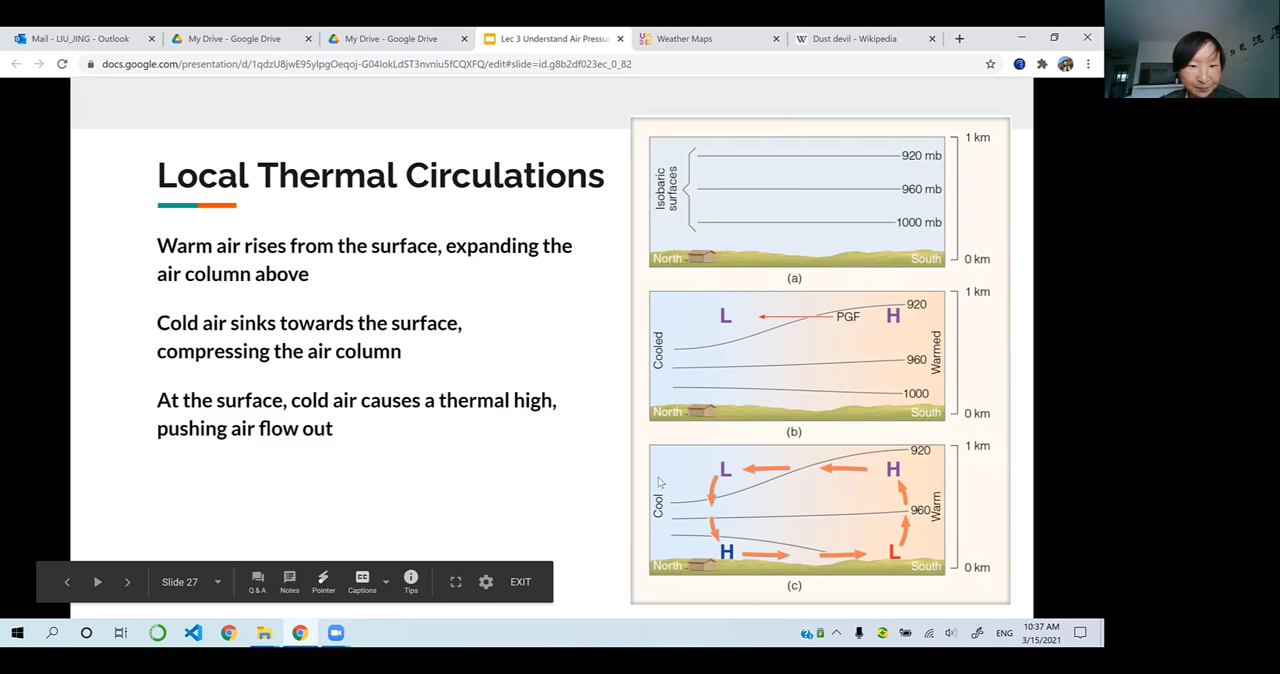 Mail - LIU_JING - Outlook
My Drive - Google Drive
My Drive - Google Drive
Lec 3 Understand Air Pressur
Weather Maps
Dust devil - Wikipedia
docs.google.com/presentation/d/1qdzU8jwE95ylpgOeqoj-G04lokLdST3nvniu5fCQXFQ/edit#slide=id.g8b2df023ec_0_82
Local Thermal Circulations
Warm air rises from the surface, expanding the
air column above
Cold air sinks towards the surface,
compressing the air column
At the surface, cold air causes a thermal high,
pushing air flow out
1 km
920 mb
Isobaric
surfaces
960 mb
1000 mb
North
South
0 km
(a)
1 km
920
L
PGF
H
Cooled
Warmed
960
1000
North
South
0 km
(b)
1 km
920
L
H
Cool
960
Warm
H
L
North
South
0 km
(c)
Slide 27
Q & A
Notes
Pointer
Captions
Tips
EXIT
ENG
10:37 AM
3/15/2021